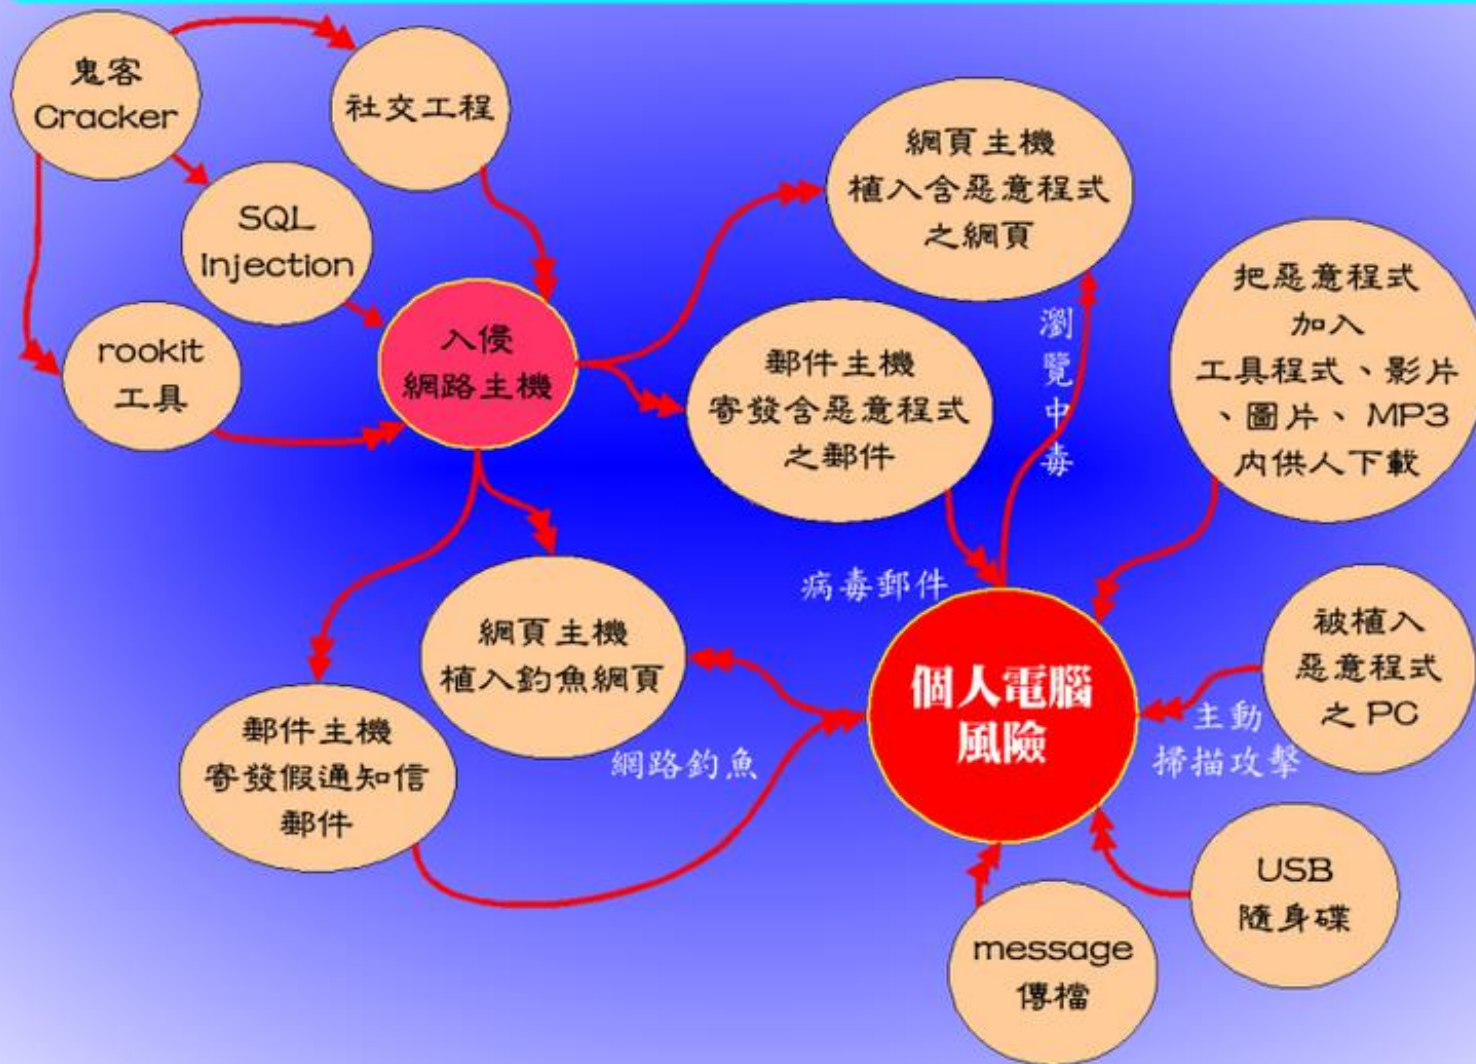 鬼客
Cracker
社交工程
SQL
Injection
rookit
工具
入侵
網路主機
網頁主機
植入含惡意程式
之網頁
郵件主機
寄發含惡意程式
之郵件
瀏覽中毒
把惡意程式
加入
工具程式、影片
、圖片、MP3
內供人下載
病毒郵件
網頁主機
植入釣魚網頁
郵件主機
寄發假通知信
郵件
網路釣魚
個人電腦
風險
被植入
惡意程式
之 PC
主動
掃描攻擊
USB
隨身碟
message
傳檔